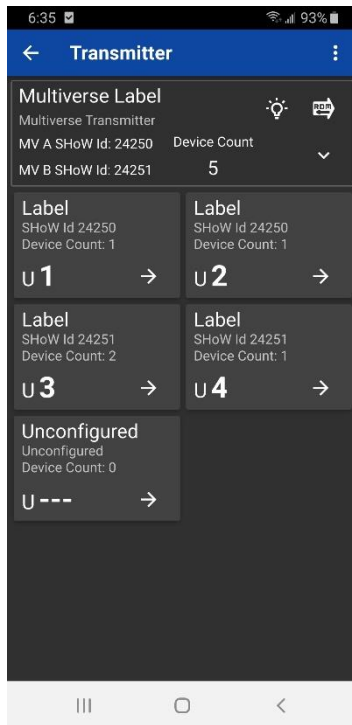 6:35 93%
Transmitter
Multiverse Label
Multiverse Transmitter
MV A SHoW Id: 24250
MV B SHoW Id: 24251
Device Count
5
RDM
Label
SHoW Id 24250
Device Count: 1
U 1
Label
SHoW Id 24250
Device Count: 1
U 2
Label
SHoW Id 24251
Device Count: 2
U 3
Label
SHoW Id 24251
Device Count: 1
U 4
Unconfigured
Unconfigured
Device Count: 0
U ---